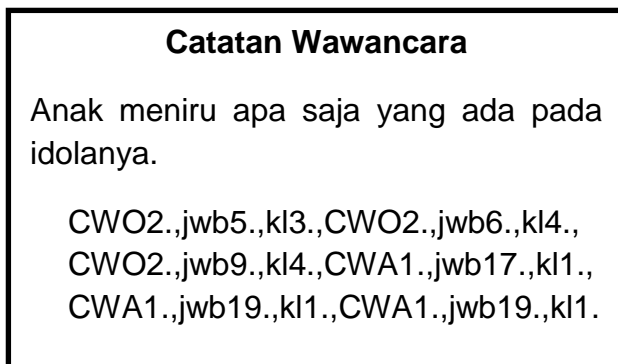 Catatan Wawancara
Anak meniru apa saja yang ada pada
idolanya.
CWO2.,jwb5.,kl3.,CWO2.,jwb6.,kl4.,
CWO2.,jwb9.,kl4.,CWA1.,jwb17.,kl1.,
CWA1.,jwb19.,kl1.,CWA1.,jwb19.,kl1.